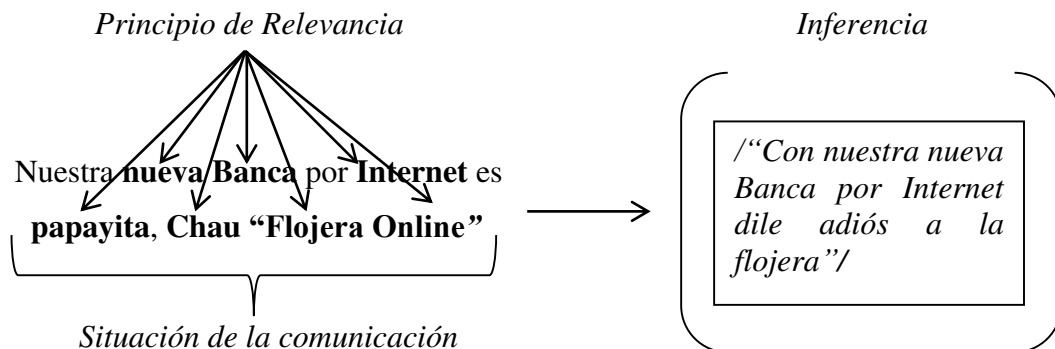 Principio de Relevancia
Inferencia
Nuestra nueva Banca por Internet es
papayita, Chau “Flojera Online”
/“Con nuestra nueva
Banca por Internet
dile adiós a la
flojera”/
Situación de la comunicación